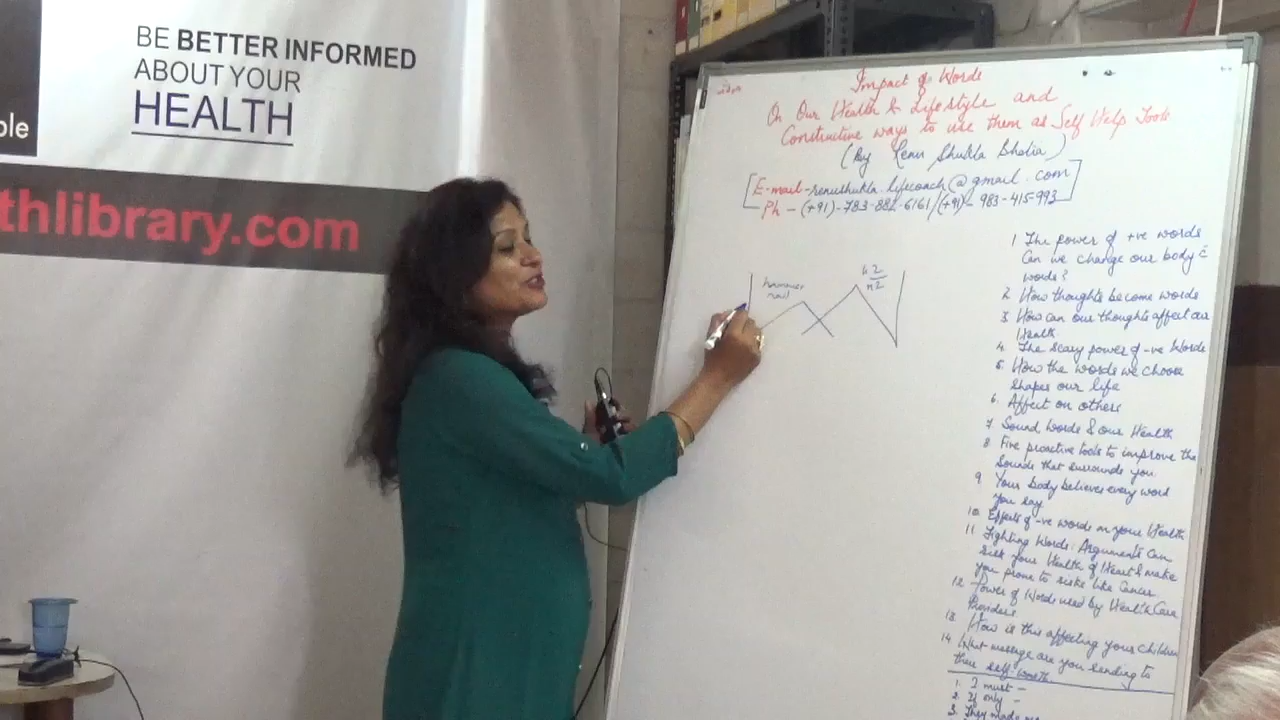 ble
BE BETTER INFORMED
ABOUT YOUR
HEALTH
thlibrary.com
Impact of Words
On Our Health & Lifestyle and
Constructive ways to use them as Self Help Tools
(By Renu Shukla Bhatia)
[E-mail-renushukla.lifecoach@gmail.com
Ph - (+91)-783-882-6161/(+91)- 983-415-993]
hammer
nail
1 The power of +ve words
Can we change our body c̄
words?
2 How thoughts become words
3 How can our thoughts affect our
Health
4. The scary power of -ve Words
5. How the words we choose
shapes our life
6. Affect on others
7 Sound Words & our Health
8. Five proactive tools to improve the
Sounds that surrounds you
9 Your body believes every word
you say
10. Effects of -ve words on your Health
11 Fighting Words: Arguments Can
risk your Health of Heart & make
you prone to risks like Cancer
12. Power of Words used by Health Care
Providers
13. How is this affecting your children
14. What message are you sending to
their self worth
1. I must -
2. If only -
3. They made me